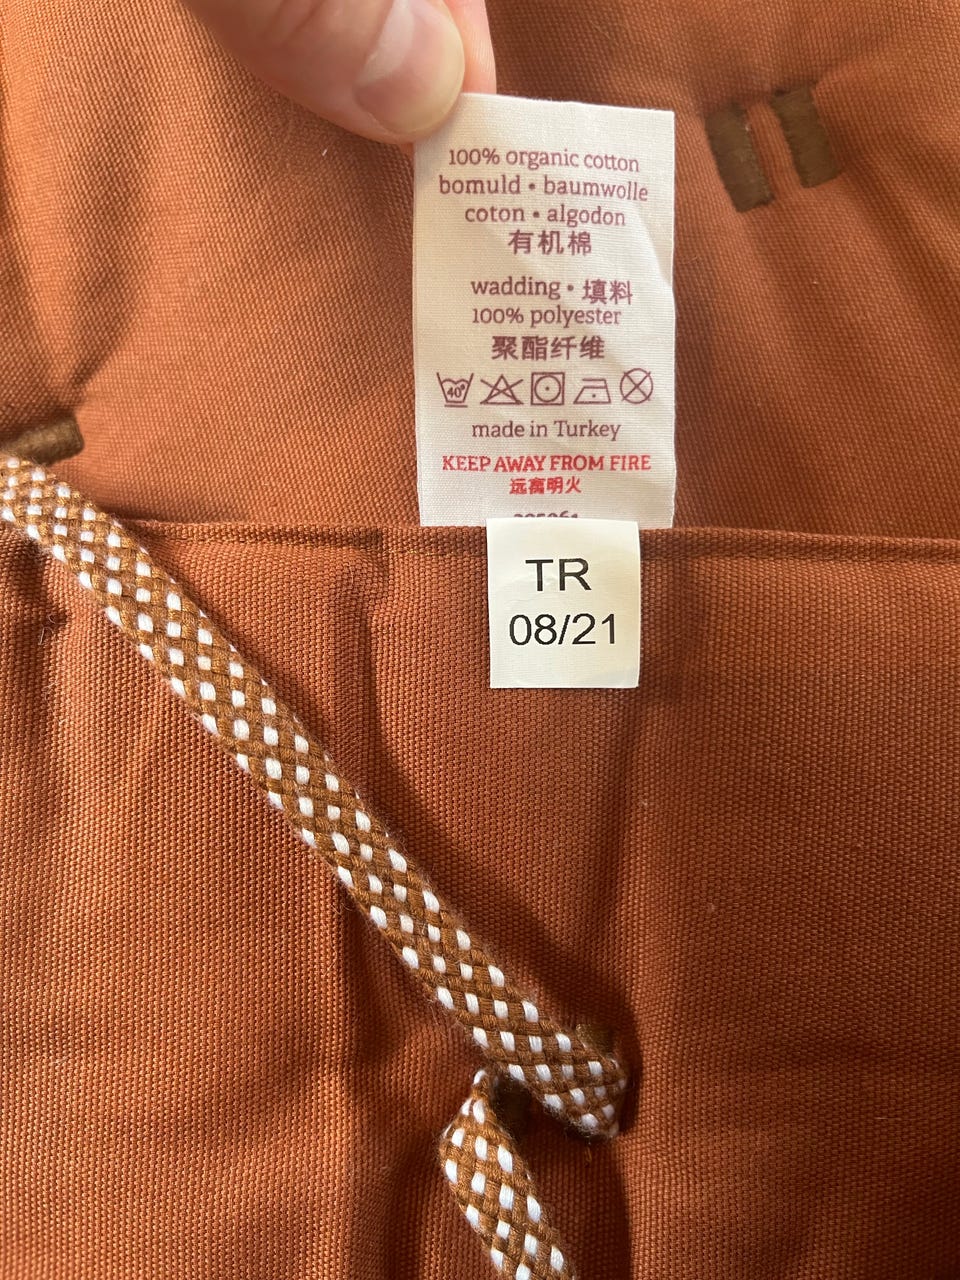 100% organic cotton
bomuld • baumwolle
coton • algodon
有机棉
wadding • 填料
100% polyester
聚酯纤维
40°
made in Turkey
KEEP AWAY FROM FIRE
远离明火
TR
08/21